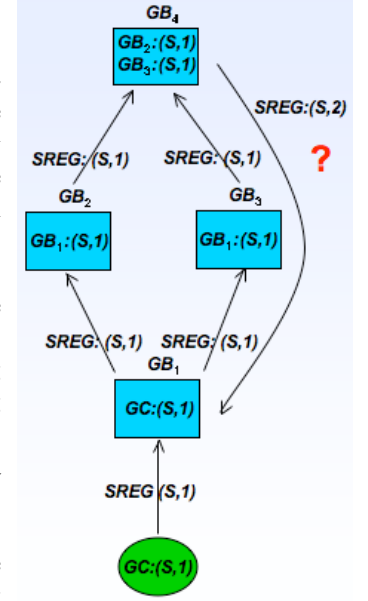 GB₄
GB₂:(S,1)
GB₃:(S,1)
SREG:(S,2)
?
SREG:(S,1)
SREG:(S,1)
GB₂
GB₃
GB₁:(S,1)
GB₁:(S,1)
SREG:(S,1)
SREG:(S,1)
GB₁
GC:(S,1)
SREG(S,1)
GC:(S,1)